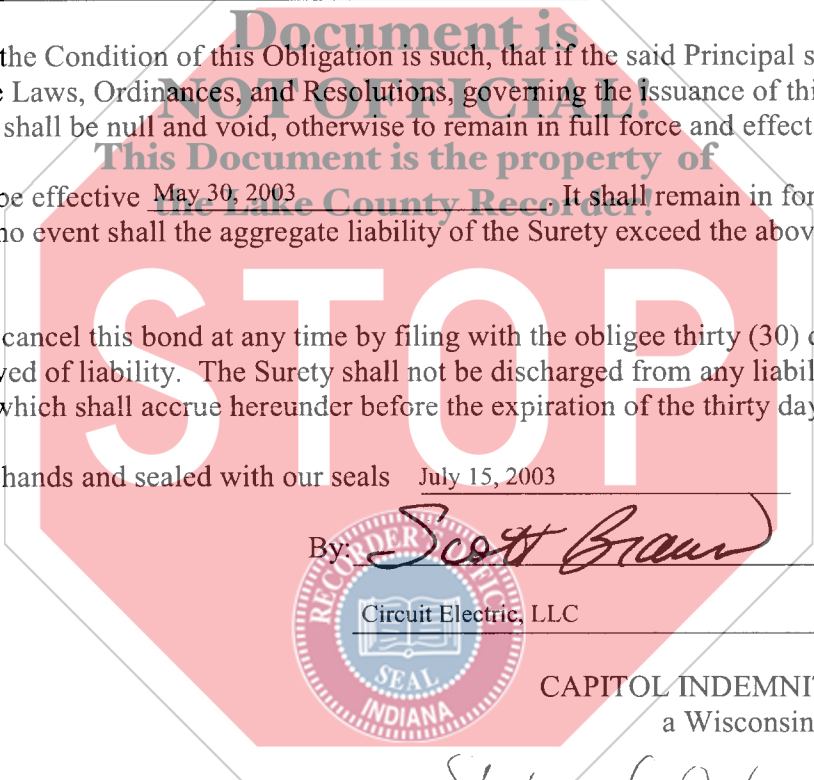 Document is
the Condition of this Obligation is such, that if the said Principal s
NOT OFFICIAL!
Laws, Ordinances, and Resolutions, governing the issuance of thi
shall be null and void, otherwise to remain in full force and effect
This Document is the property of
be effective May 30, 2003. It shall remain in for
the Lake County Recorder!
no event shall the aggregate liability of the Surety exceed the abov
STOP
cancel this bond at any time by filing with the obligee thirty (30) d
ved of liability. The Surety shall not be discharged from any liabil
which shall accrue hereunder before the expiration of the thirty day
hands and sealed with our seals July 15, 2003
By: Scott Braun
RECORDER'S OFFICE
Circuit Electric, LLC
SEAL
INDIANA
CAPITOL INDEMNI
a Wisconsin